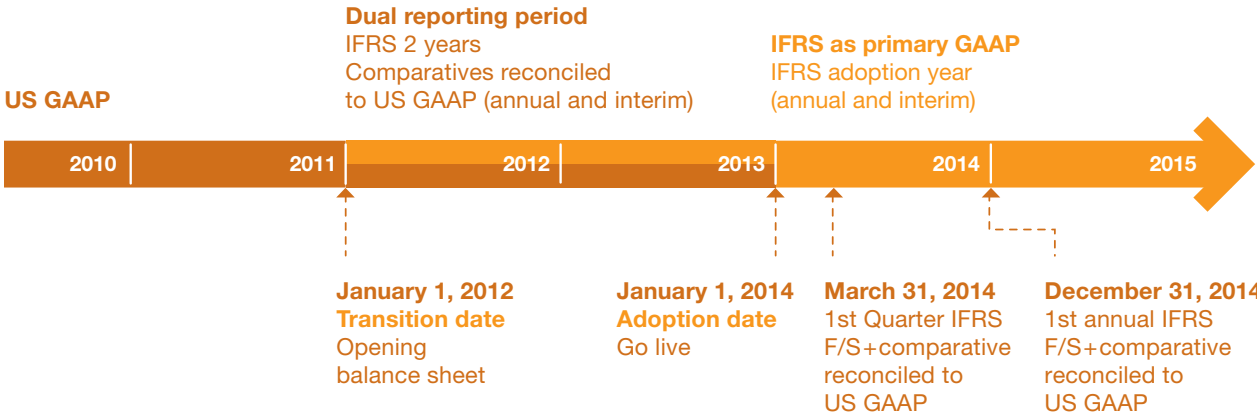 Dual reporting period
IFRS 2 years
Comparatives reconciled
to US GAAP (annual and interim)
IFRS as primary GAAP
IFRS adoption year
(annual and interim)
US GAAP
2010
2011
2012
2013
2014
2015
January 1, 2012
Transition date
Opening
balance sheet
January 1, 2014
Adoption date
Go live
March 31, 2014
1st Quarter IFRS
F/S+comparative
reconciled to
US GAAP
December 31, 2014
1st annual IFRS
F/S+comparative
reconciled to
US GAAP